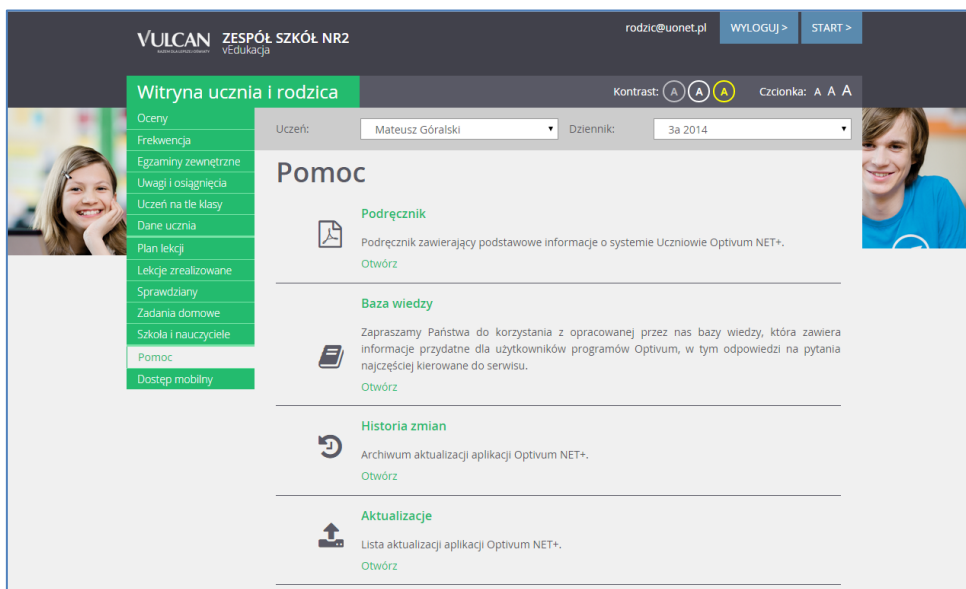 VULCAN ZESPÓŁ SZKÓŁ NR2
vEdukacja
rodzic@uonet.pl WYLOGUJ > START >
Witryna ucznia i rodzica
Kontrast: A A A Czcionka: A A A
Oceny
Frekwencja
Egzaminy zewnętrzne
Uwagi i osiągnięcia
Uczeń na tle klasy
Dane ucznia
Plan lekcji
Lekcje zrealizowane
Sprawdziany
Zadania domowe
Szkoła i nauczyciele
Pomoc
Dostęp mobilny
Uczeń: Mateusz Góralski Dziennik: 3a 2014
Pomoc
Podręcznik
Podręcznik zawierający podstawowe informacje o systemie Uczniowie Optivum NET+.
Otwórz
Baza wiedzy
Zapraszamy Państwa do korzystania z opracowanej przez nas bazy wiedzy, która zawiera
informacje przydatne dla użytkowników programów Optivum, w tym odpowiedzi na pytania
najczęściej kierowane do serwisu.
Otwórz
Historia zmian
Archiwum aktualizacji aplikacji Optivum NET+.
Otwórz
Aktualizacje
Lista aktualizacji aplikacji Optivum NET+.
Otwórz